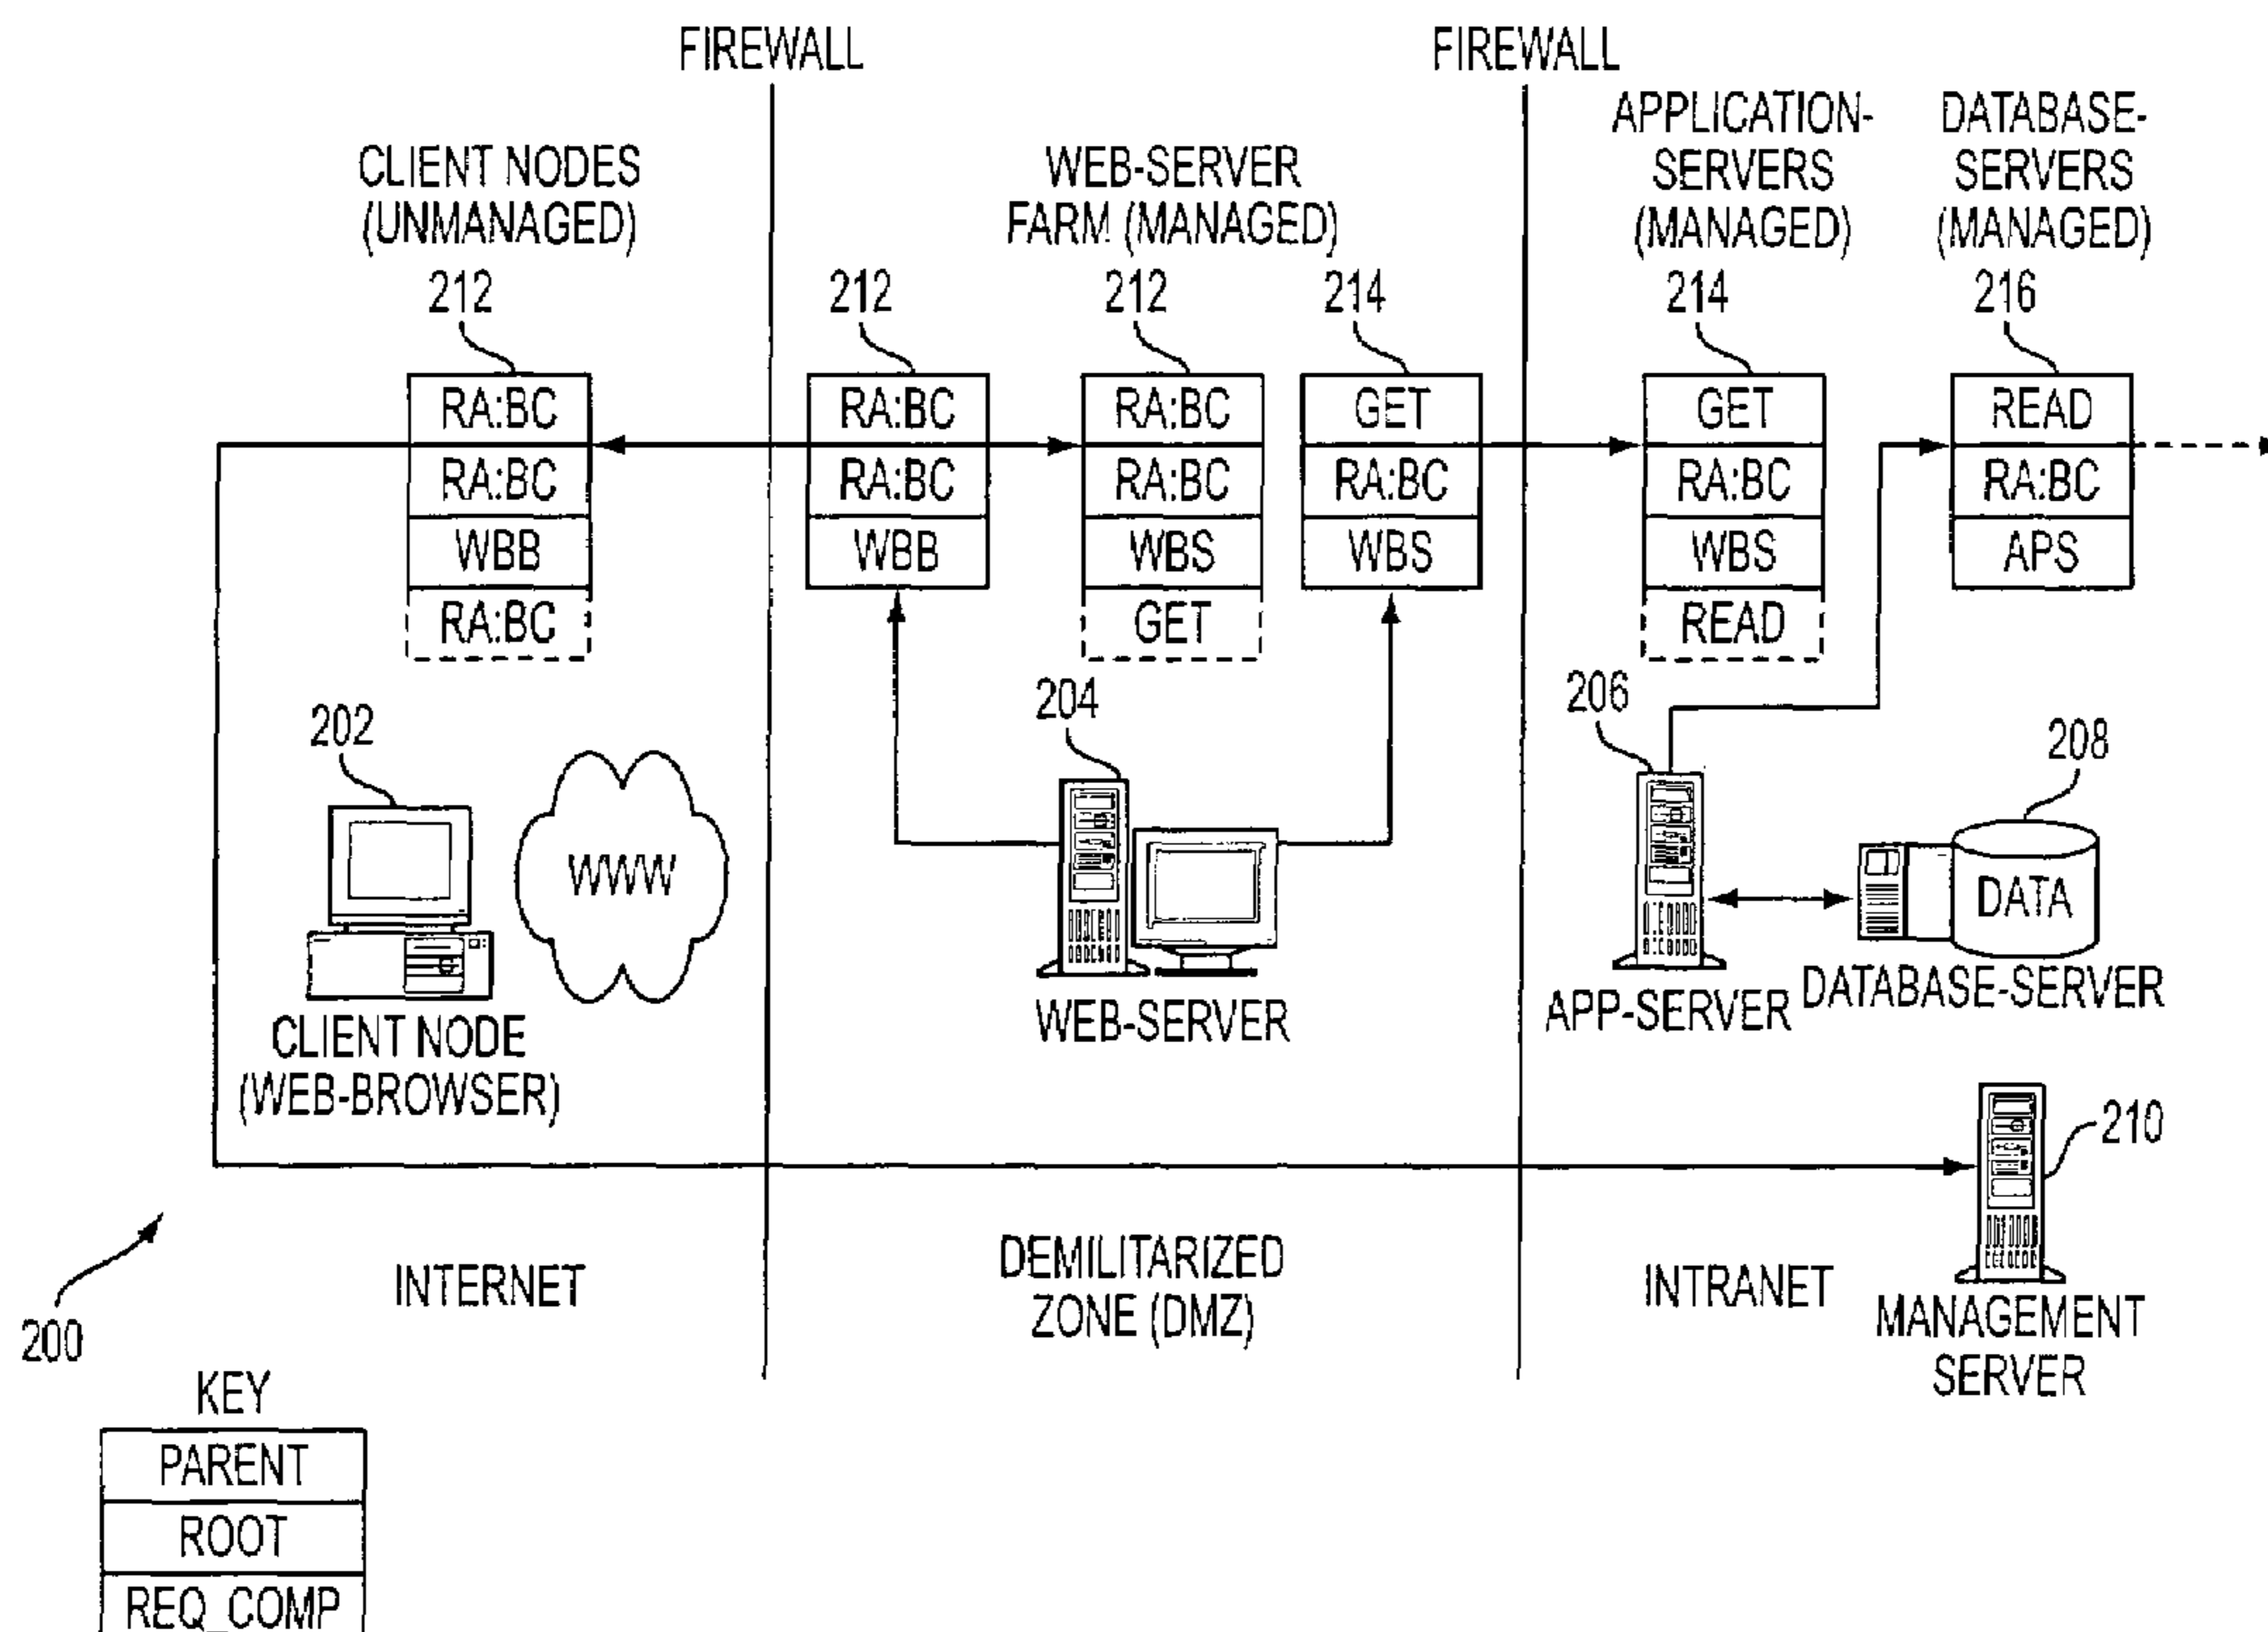 FIREWALL
FIREWALL
CLIENT NODES
(UNMANAGED)
WEB-SERVER
FARM (MANAGED)
APPLICATION-
SERVERS
(MANAGED)
DATABASE-
SERVERS
(MANAGED)
212
212
212
214
214
216
RA:BC
RA:BC
WBB
RA:BC
RA:BC
RA:BC
WBB
RA:BC
RA:BC
WBS
GET
GET
RA:BC
WBS
GET
RA:BC
WBS
READ
READ
RA:BC
APS
202
WWW
CLIENT NODE
(WEB-BROWSER)
204
WEB-SERVER
206
APP-SERVER
208
DATA
DATABASE-SERVER
210
MANAGEMENT
SERVER
INTERNET
DEMILITARIZED
ZONE (DMZ)
INTRANET
200
KEY
PARENT
ROOT
REQ_COMP